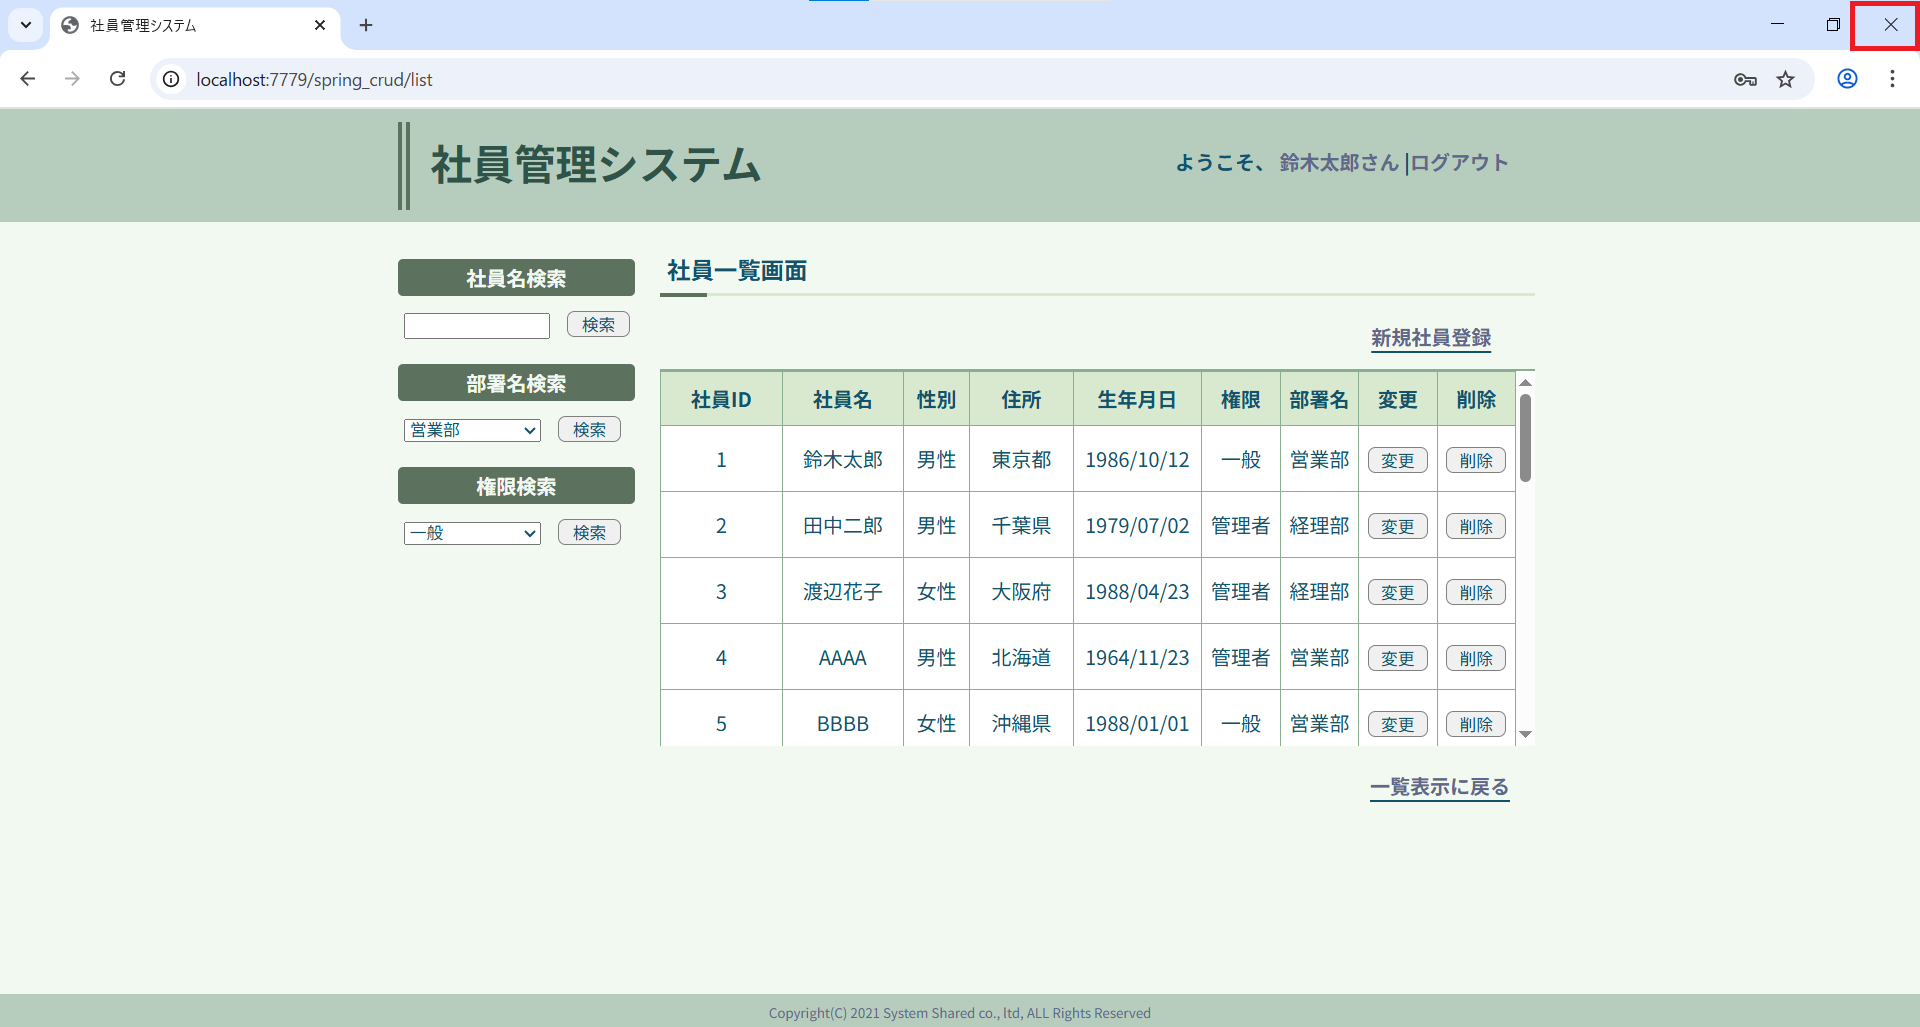 社員管理システム
localhost:7779/spring_crud/list
社員管理システム
ようこそ、 鈴木太郎さん |ログアウト
社員名検索
検索
部署名検索
営業部 検索
権限検索
一般 検索
社員一覧画面
新規社員登録
社員ID 社員名 性別 住所 生年月日 権限 部署名 変更 削除
1 鈴木太郎 男性 東京都 1986/10/12 一般 営業部 変更 削除
2 田中二郎 男性 千葉県 1979/07/02 管理者 経理部 変更 削除
3 渡辺花子 女性 大阪府 1988/04/23 管理者 経理部 変更 削除
4 AAAA 男性 北海道 1964/11/23 管理者 営業部 変更 削除
5 BBBB 女性 沖縄県 1988/01/01 一般 営業部 変更 削除
一覧表示に戻る
Copyright(C) 2021 System Shared co., ltd, ALL Rights Reserved